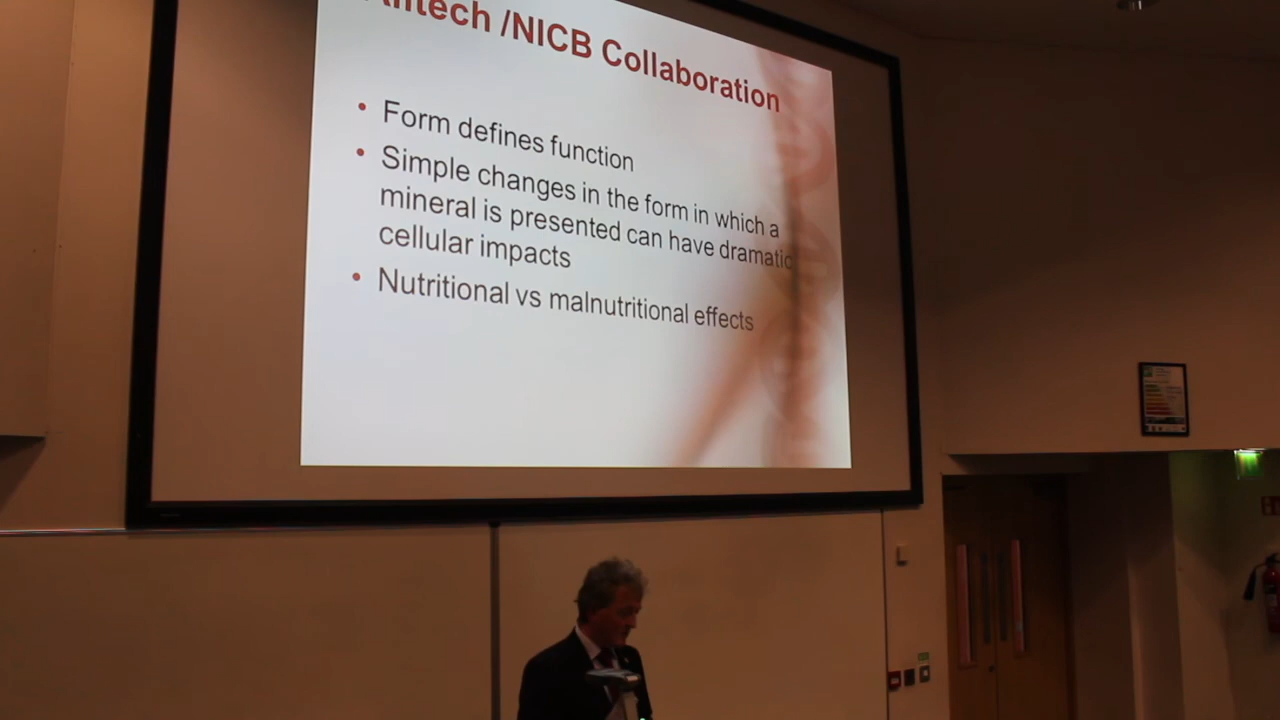 Alltech /NICB Collaboration
• Form defines function
• Simple changes in the form in which a
mineral is presented can have dramatic
cellular impacts
• Nutritional vs malnutritional effects